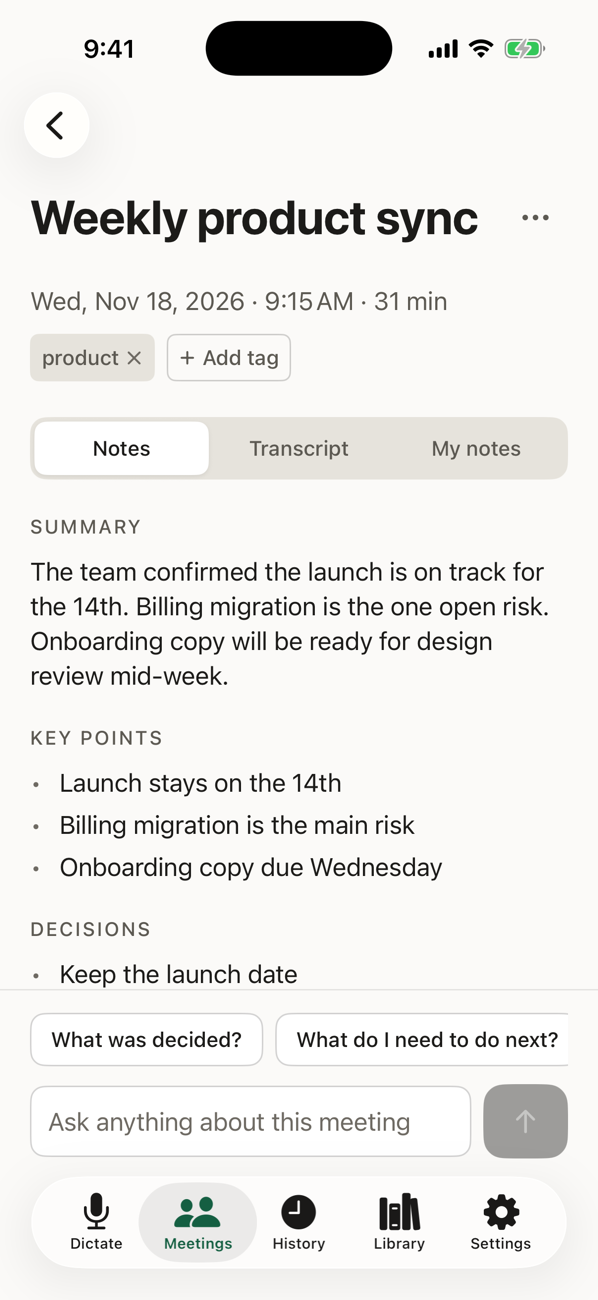 9:41
Weekly product sync
Wed, Nov 18, 2026 · 9:15 AM · 31 min
product
+ Add tag
Notes
Transcript
My notes
SUMMARY
The team confirmed the launch is on track for
the 14th. Billing migration is the one open risk.
Onboarding copy will be ready for design
review mid-week.
KEY POINTS
• Launch stays on the 14th
• Billing migration is the main risk
• Onboarding copy due Wednesday
DECISIONS
• Keep the launch date
What was decided?
What do I need to do next?
Ask anything about this meeting
Dictate
Meetings
History
Library
Settings